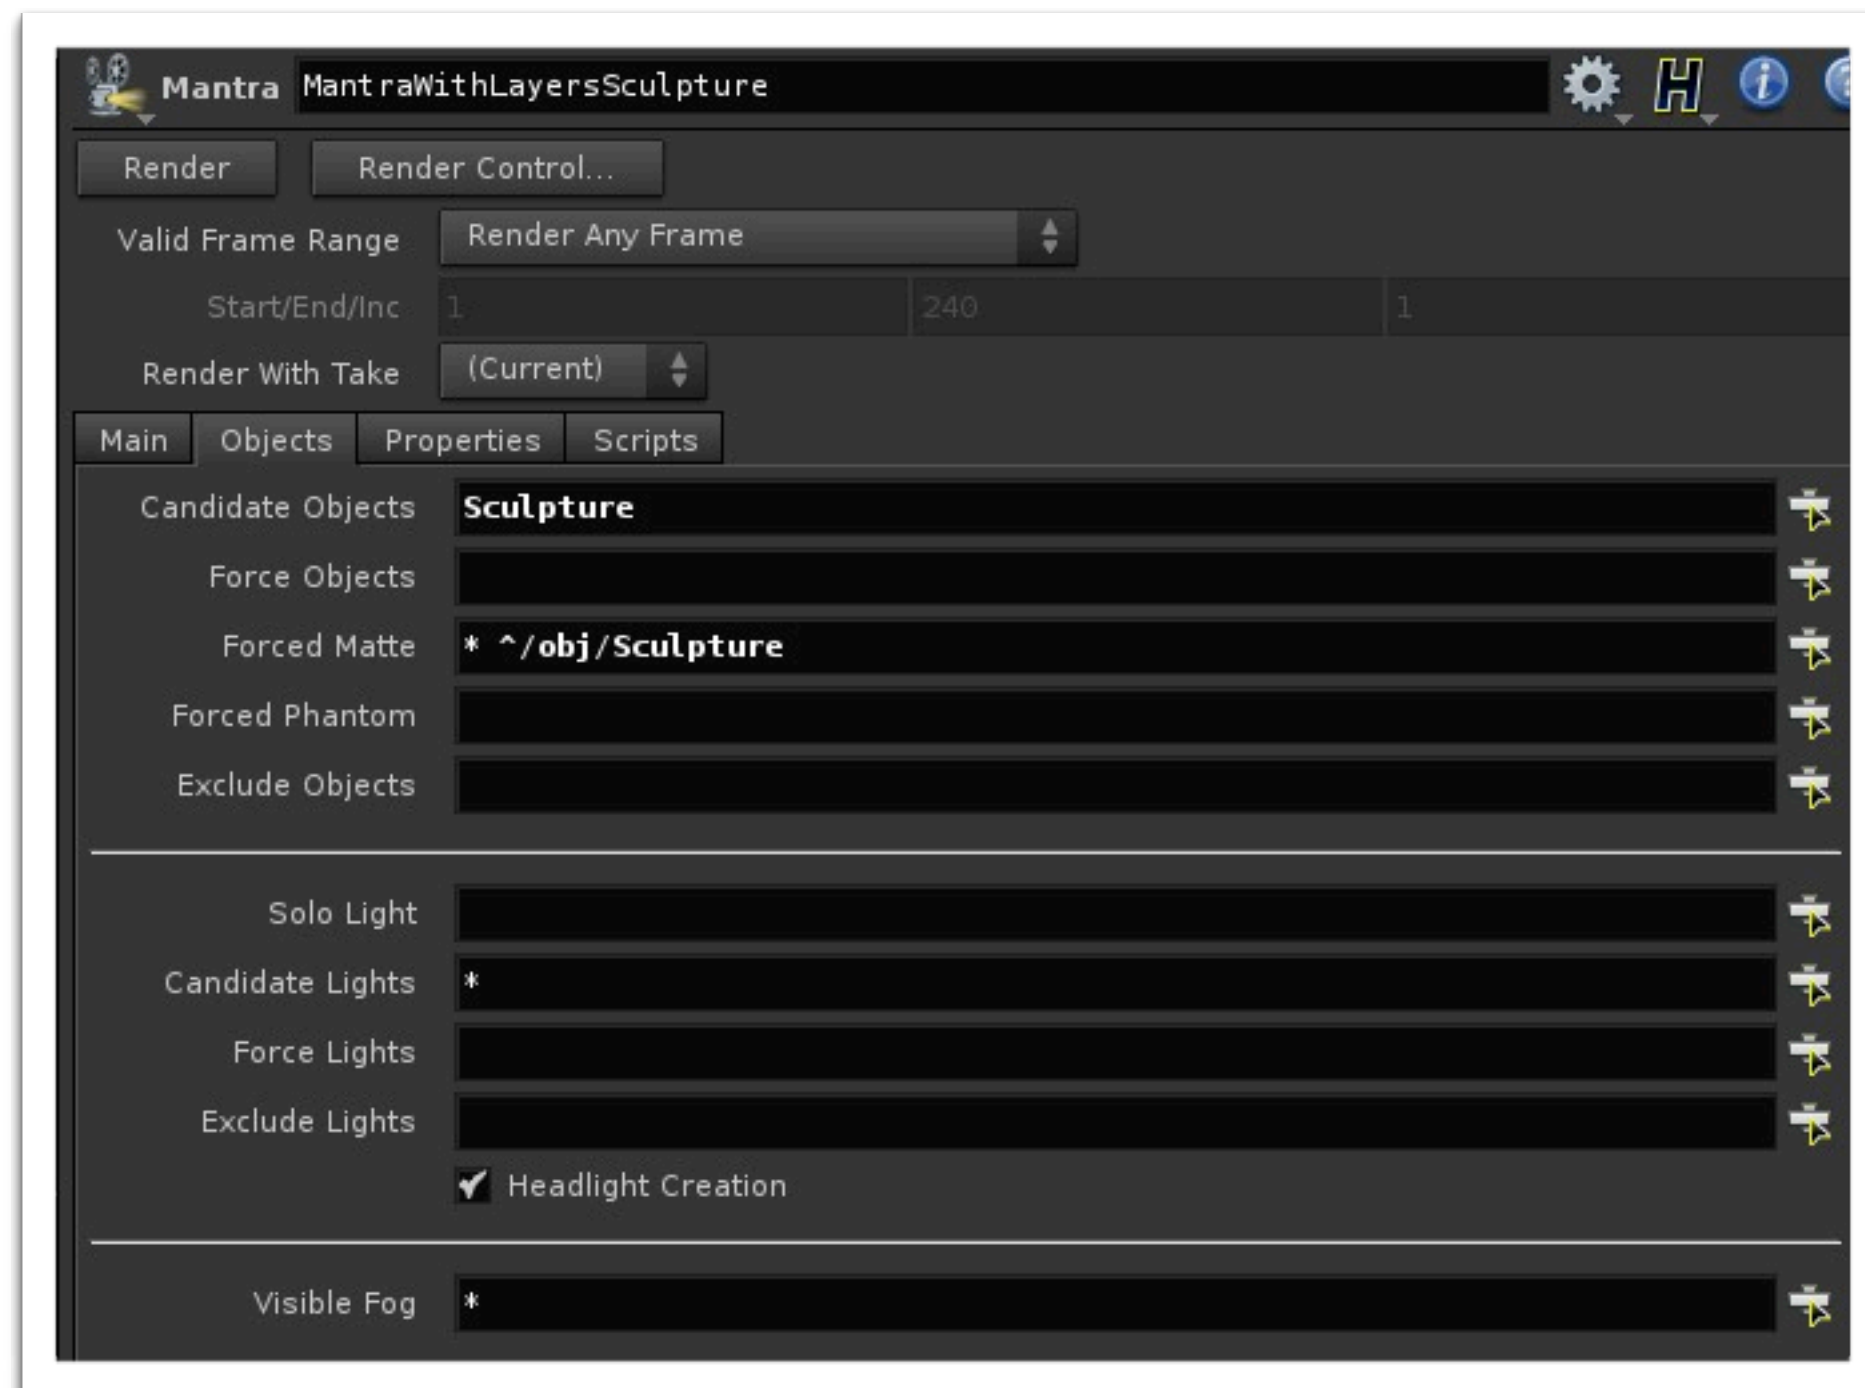 Mantra MantraWithLayersSculpture
Render Render Control...
Valid Frame Range Render Any Frame
Start/End/Inc 1 240 1
Render With Take (Current)
Main Objects Properties Scripts
Candidate Objects Sculpture
Force Objects
Forced Matte * ^/obj/Sculpture
Forced Phantom
Exclude Objects
Solo Light
Candidate Lights *
Force Lights
Exclude Lights
Headlight Creation
Visible Fog *